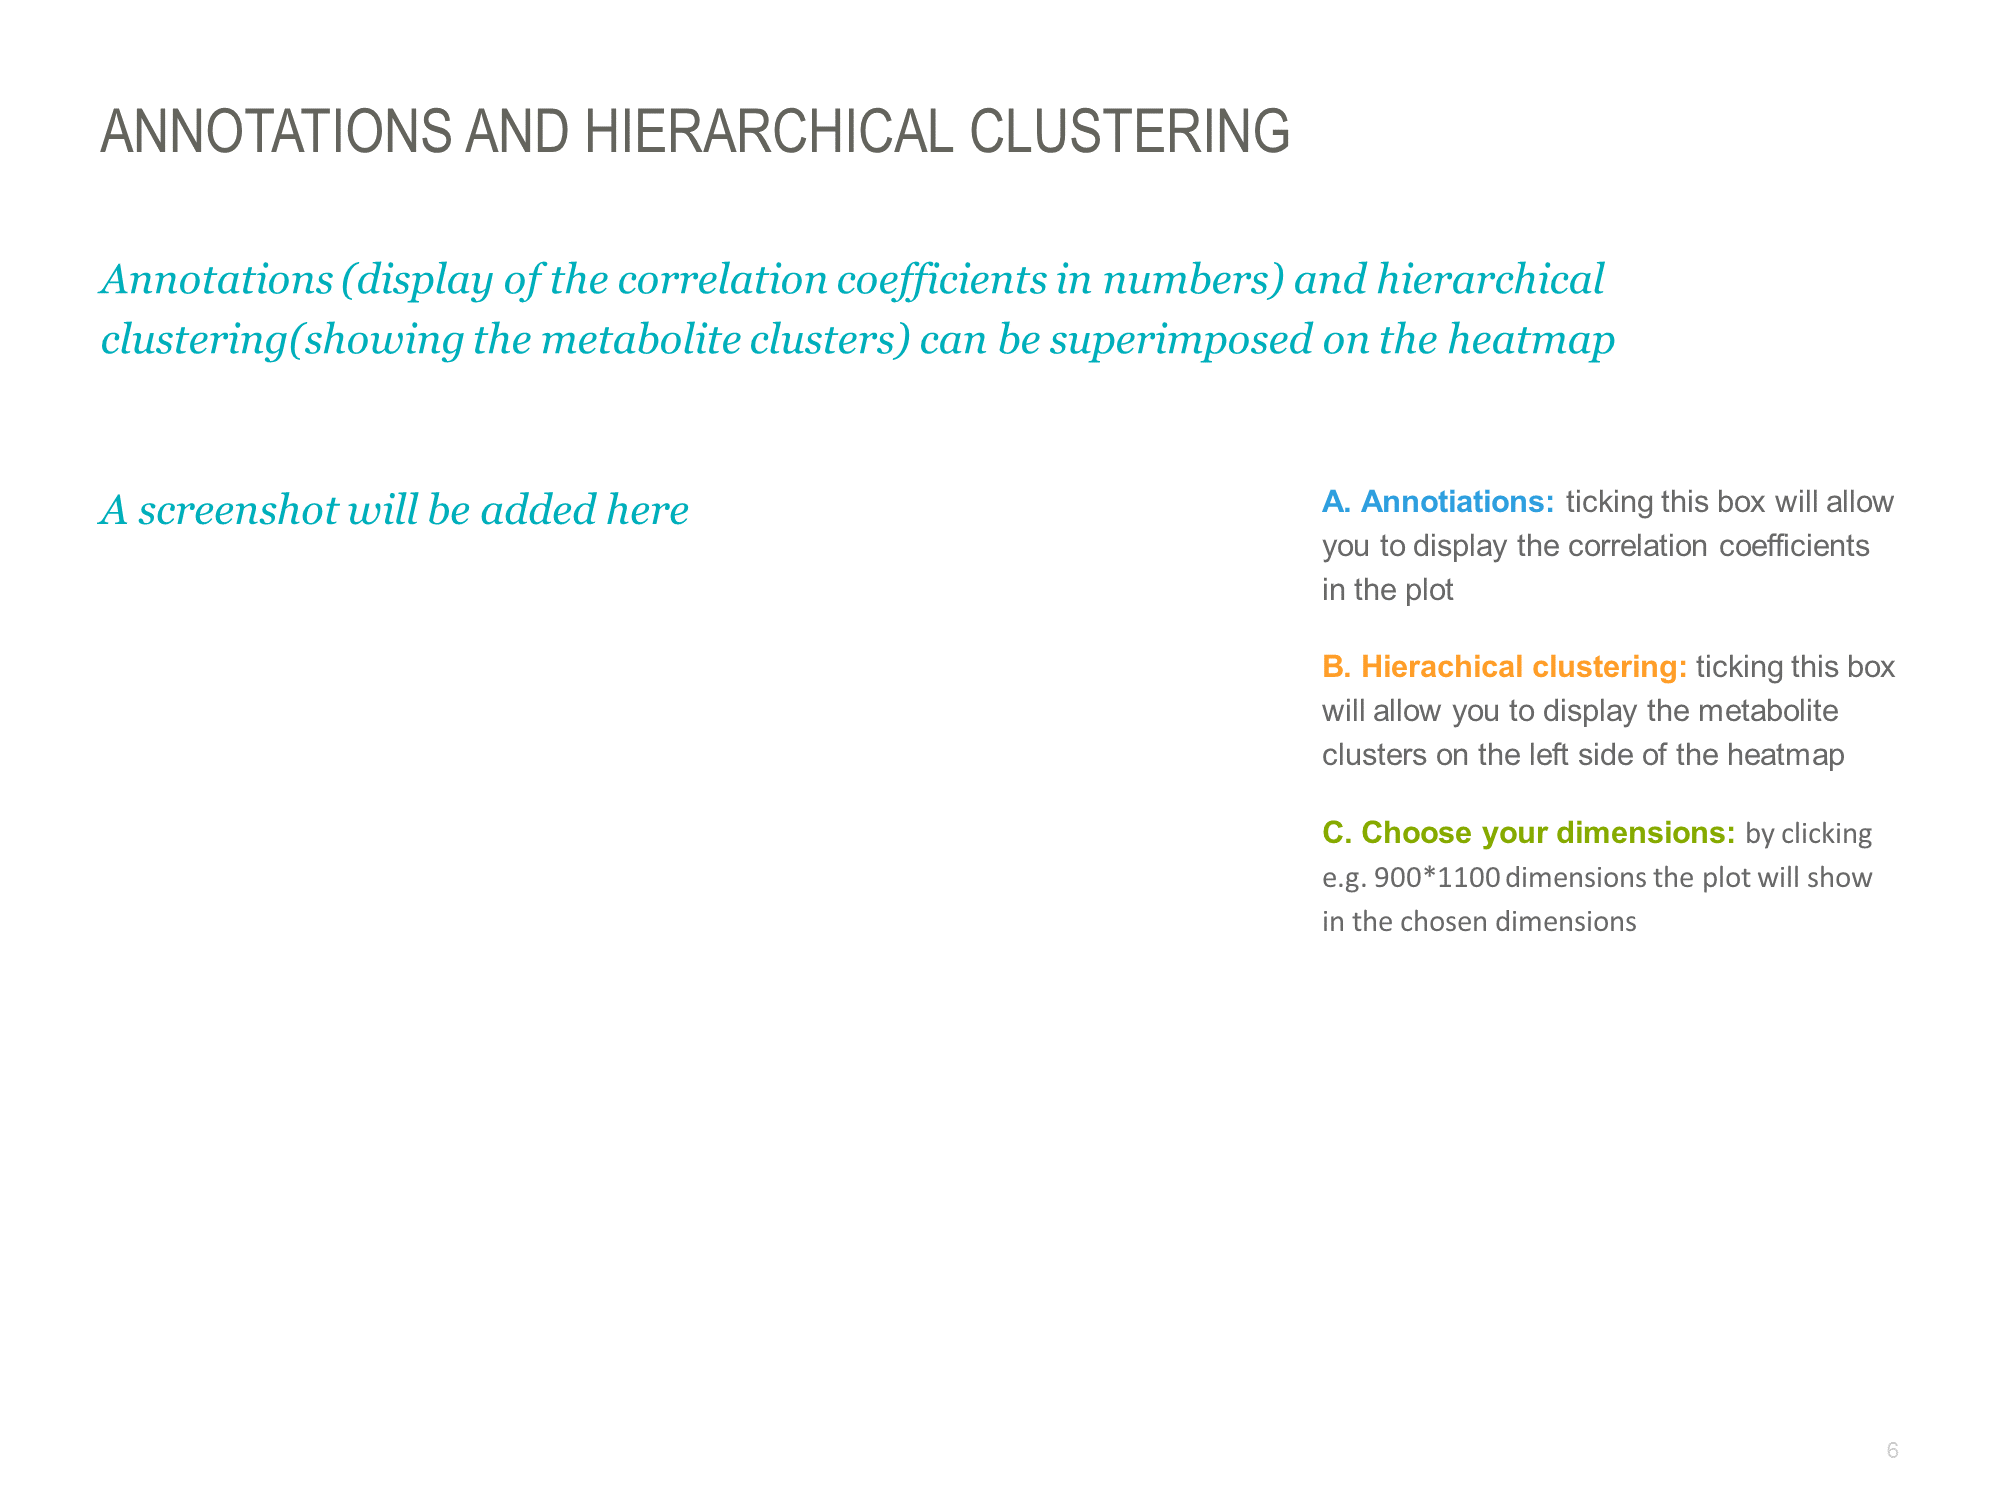 ANNOTATIONS AND HIERARCHICAL CLUSTERING
Annotations (display of the correlation coefficients in numbers) and hierarchical
clustering(showing the metabolite clusters) can be superimposed on the heatmap
A screenshot will be added here
A. Annotiations: ticking this box will allow
you to display the correlation coefficients
in the plot
B. Hierachical clustering: ticking this box
will allow you to display the metabolite
clusters on the left side of the heatmap
C. Choose your dimensions: by clicking
e.g. 900*1100 dimensions the plot will show
in the chosen dimensions
6